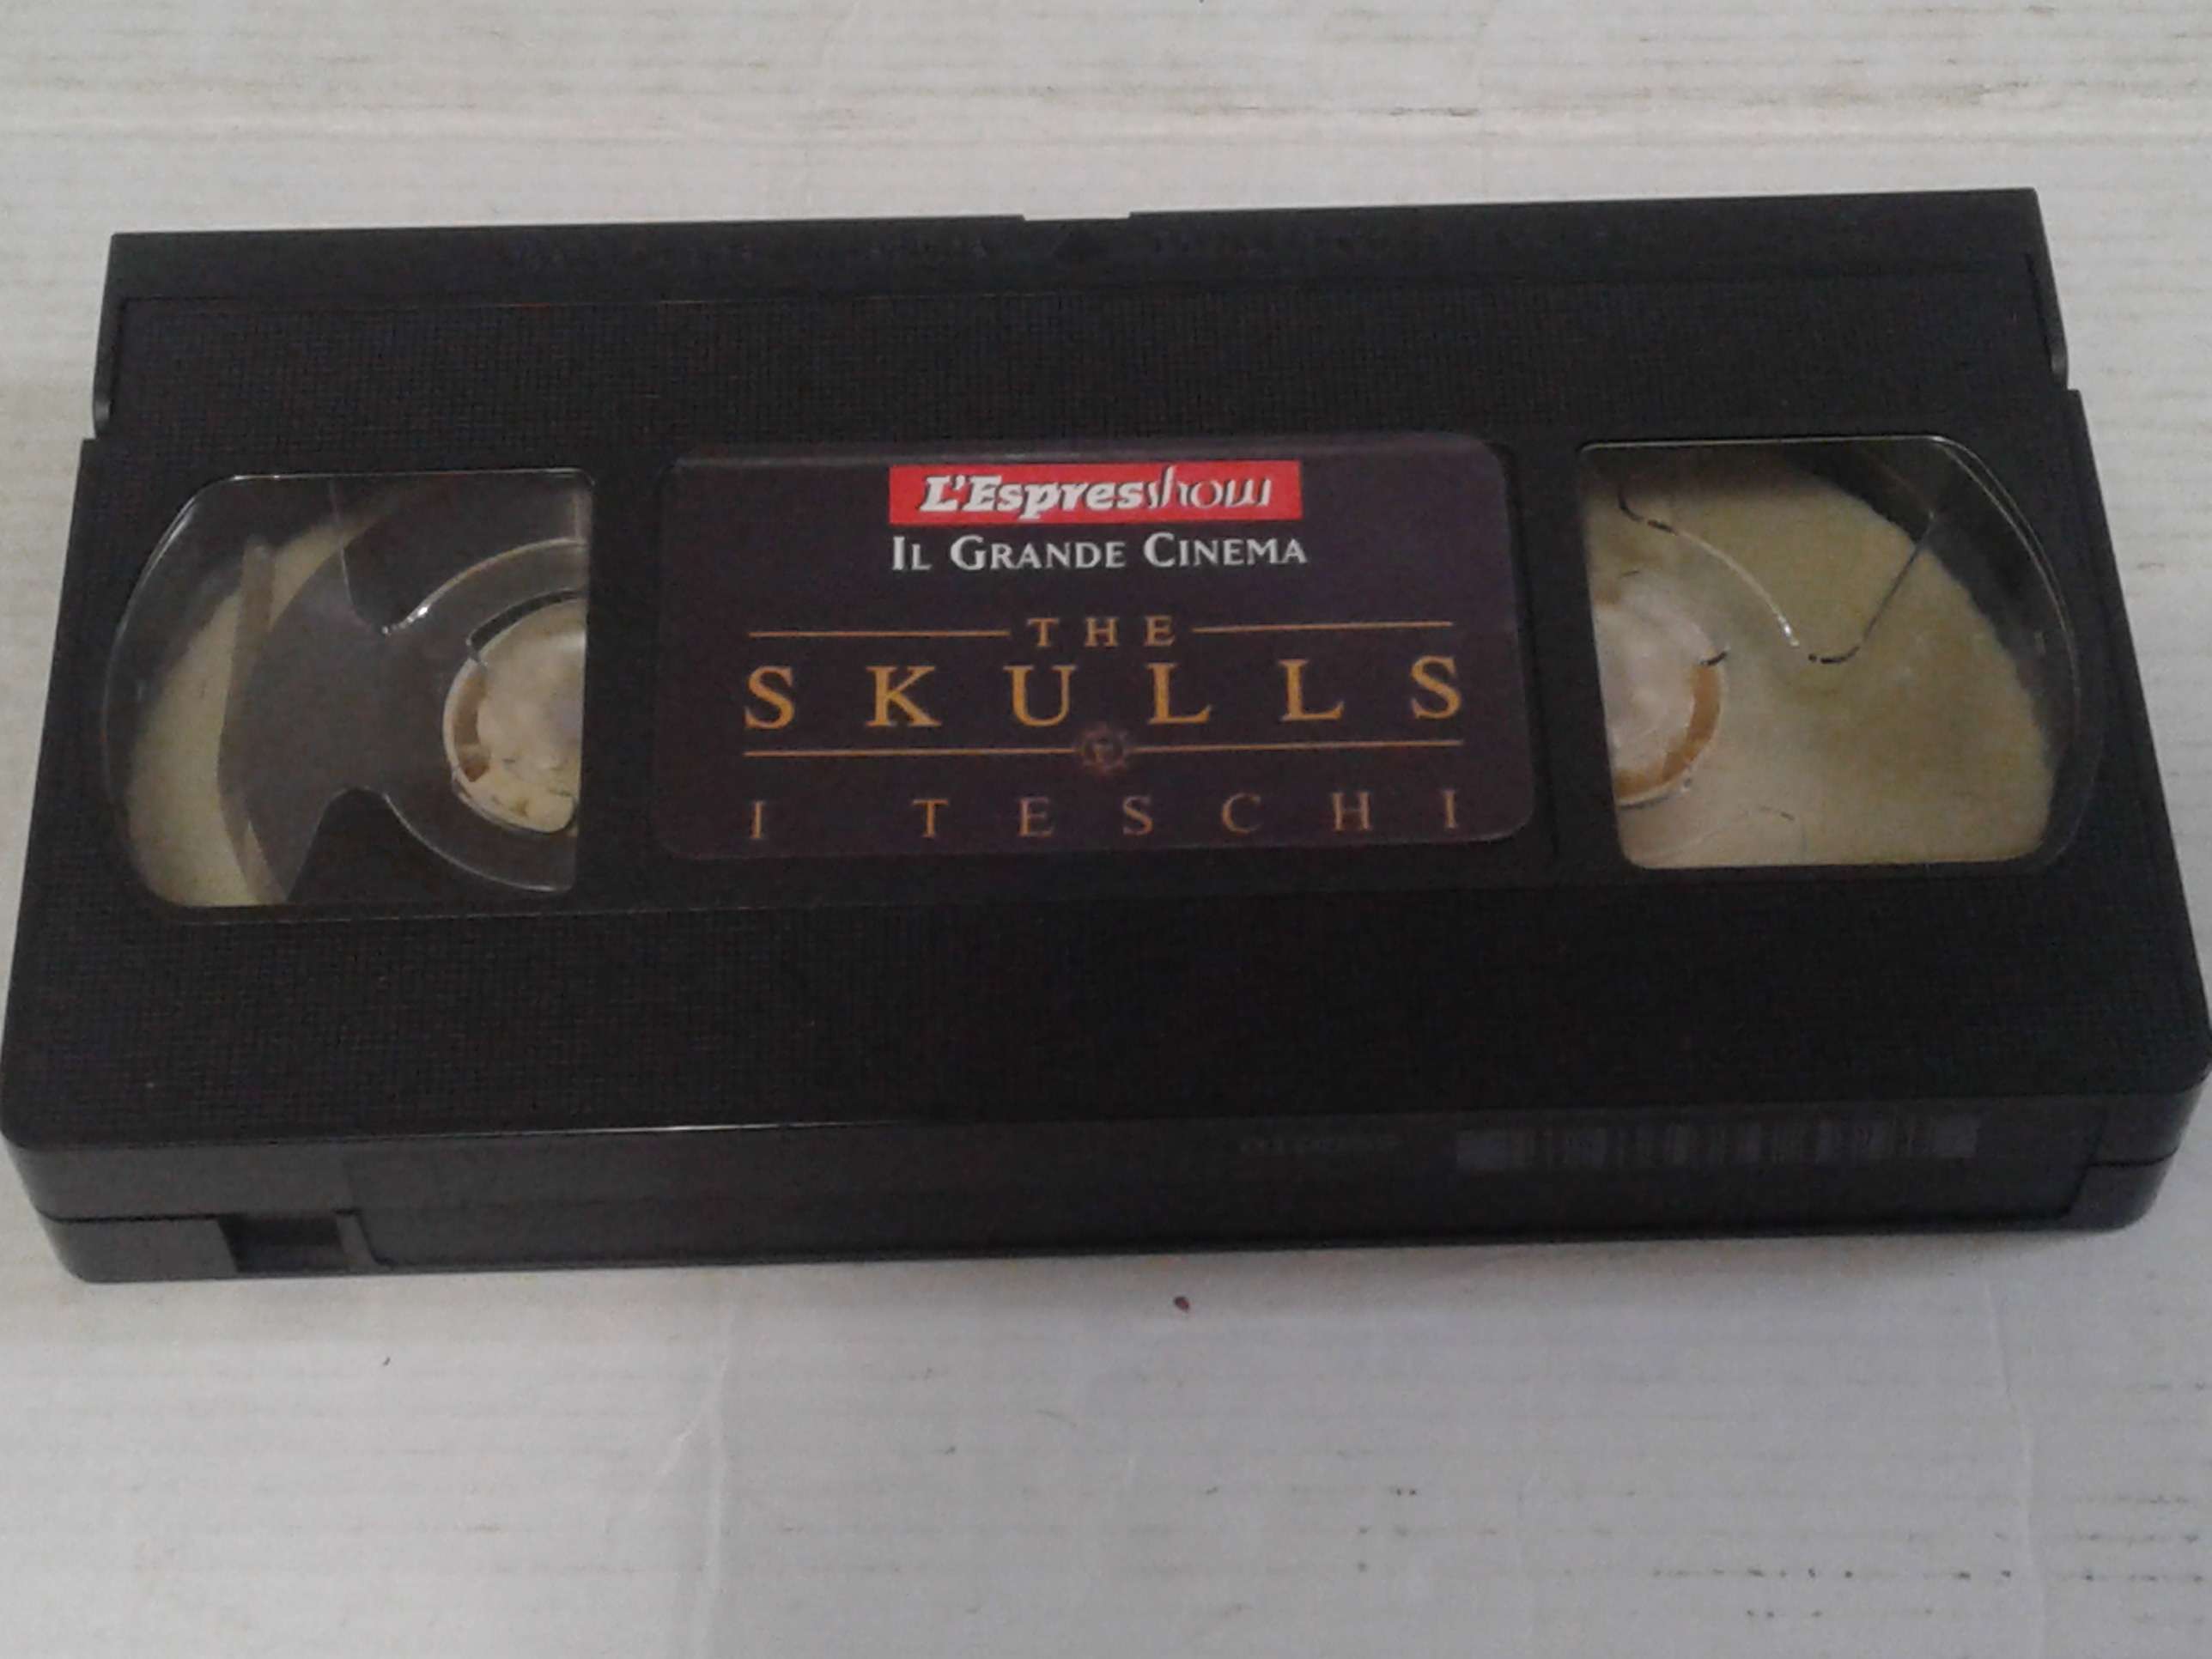 L'Espresshow
IL GRANDE CINEMA
THE
SKULLS
I TESCHI